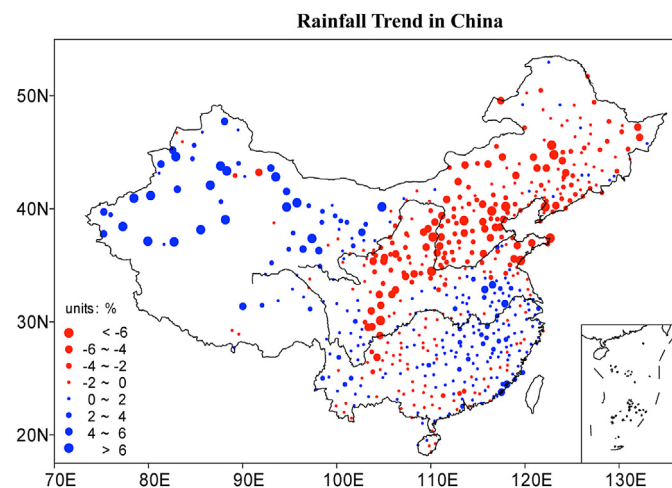 Rainfall Trend in China
50N
40N
30N
20N
units: %
< -6
-6 ~ -4
-4 ~ -2
-2 ~ 0
0 ~ 2
2 ~ 4
4 ~ 6
> 6
70E 80E 90E 100E 110E 120E 130E